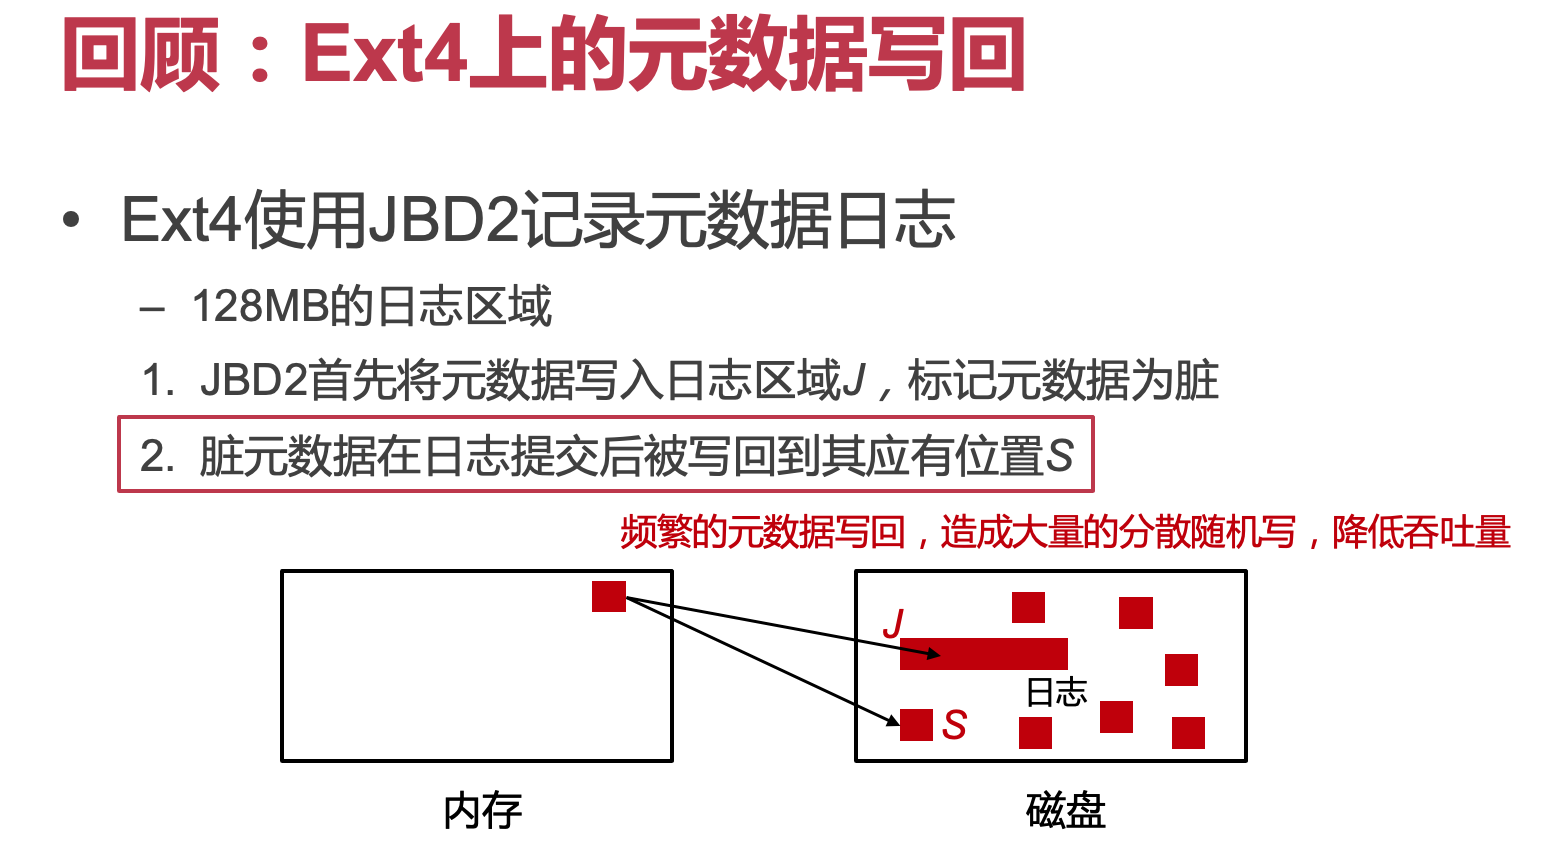 回顾：Ext4上的元数据写回
• Ext4使用JBD2记录元数据日志
– 128MB的日志区域
1. JBD2首先将元数据写入日志区域J，标记元数据为脏
2. 脏元数据在日志提交后被写回到其应有位置S
频繁的元数据写回，造成大量的分散随机写，降低吞吐量
J
日志
S
内存
磁盘